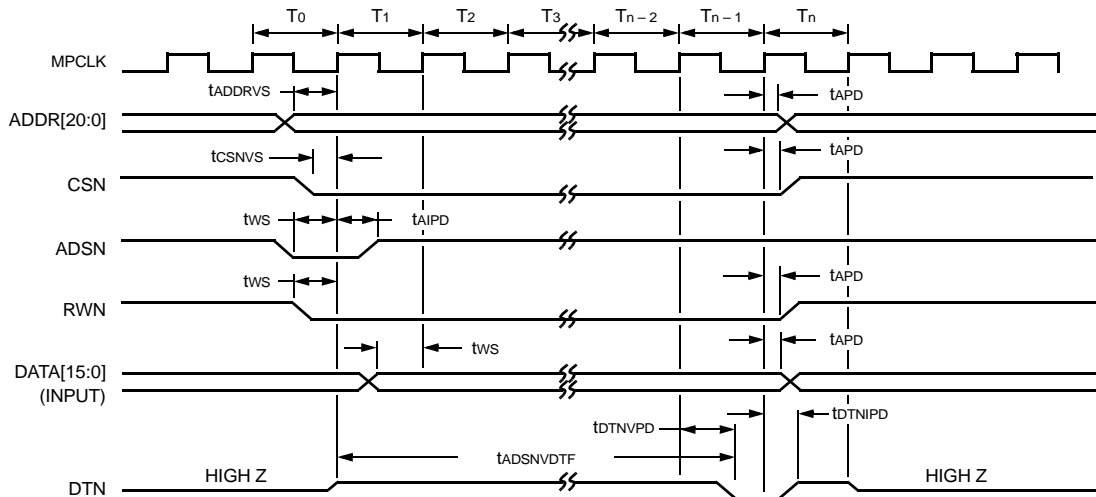 T0 T1 T2 T3 Tn – 2 Tn – 1 Tn
MPCLK
tADDRVS tAPD
ADDR[20:0]
tCSNVS tAPD
CSN
tWS tAIPD
ADSN
tWS tAPD
RWN
tWS tAPD
DATA[15:0]
(INPUT)
tDTNVPD tDTNIPD
tADSNVDTF
HIGH Z HIGH Z
DTN